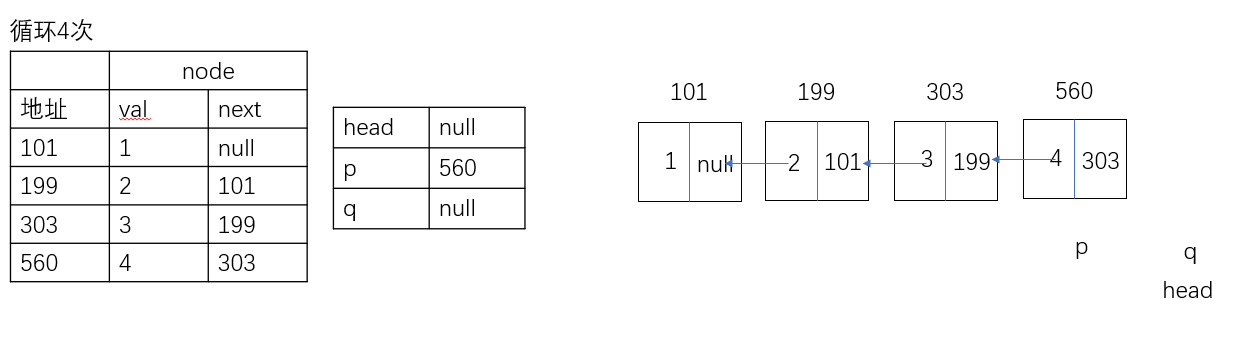 循环4次
node
地址 val next
101 1 null
199 2 101
303 3 199
560 4 303
head null
p 560
q null
101 199 303 560
1 null 2 101 3 199 4 303
p q
head